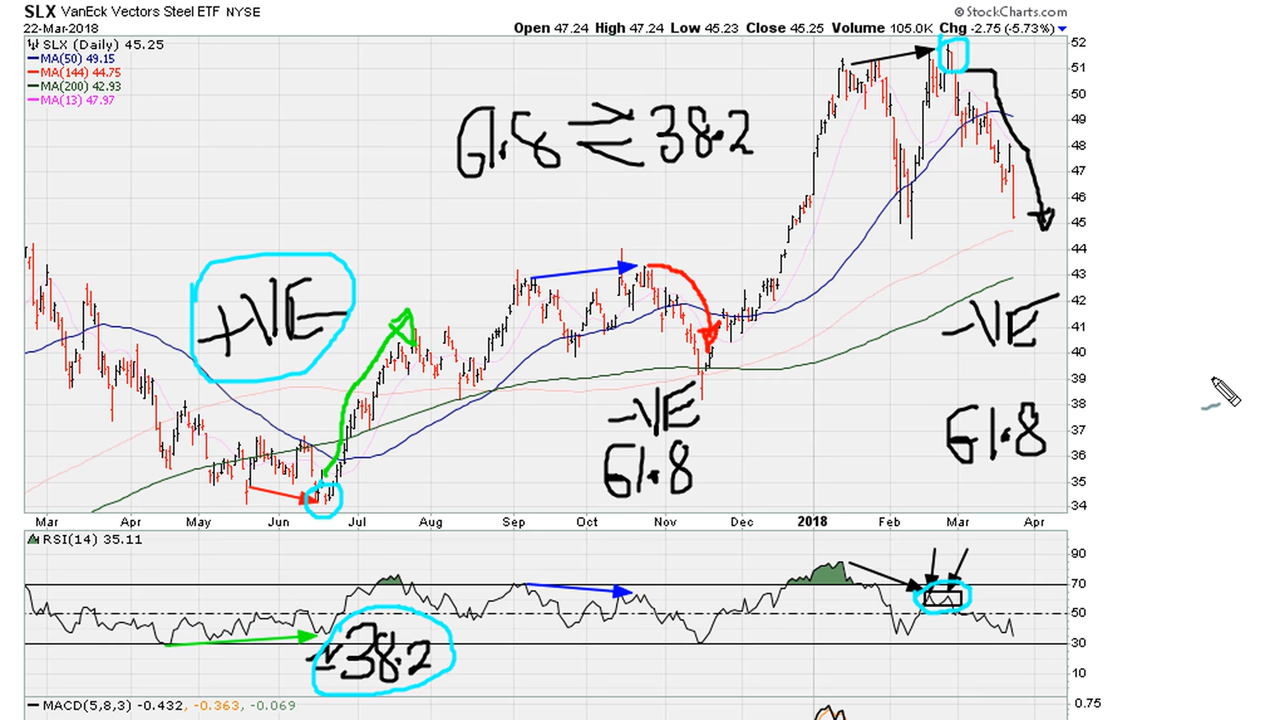 SLX VanEck Vectors Steel ETF NYSE
© StockCharts.com
22-Mar-2018
Open 47.24 High 47.24 Low 45.23 Close 45.25 Volume 105.0K Chg -2.75 (-5.73%)
SLX (Daily) 45.25
MA(50) 49.15
MA(144) 44.75
MA(200) 42.93
MA(13) 47.97
52
51
50
49
48
47
46
45
44
43
42
41
40
39
38
37
36
35
34
61.8 38.2
+VE
-VE
61.8
-VE
61.8
Mar Apr May Jun Jul Aug Sep Oct Nov Dec 2018 Feb Mar Apr
RSI(14) 35.11
90
70
50
30
10
38.2
MACD(5,8,3) -0.432, -0.363, -0.069
0.75